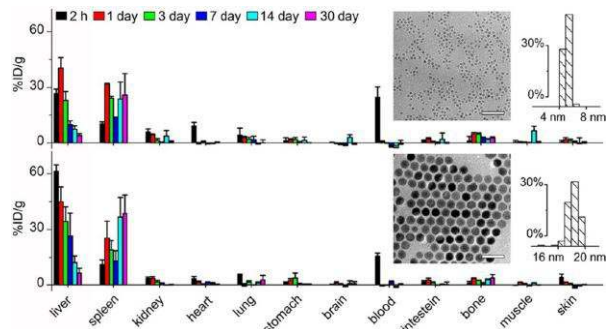 2 h 1 day 3 day 7 day 14 day 30 day
%ID/g
60
30
0
30%
0%
4 nm 8 nm
%ID/g
60
30
0
30%
0%
16 nm 20 nm
liver spleen kidney heart lung stomach brain blood intestein bone muscle skin